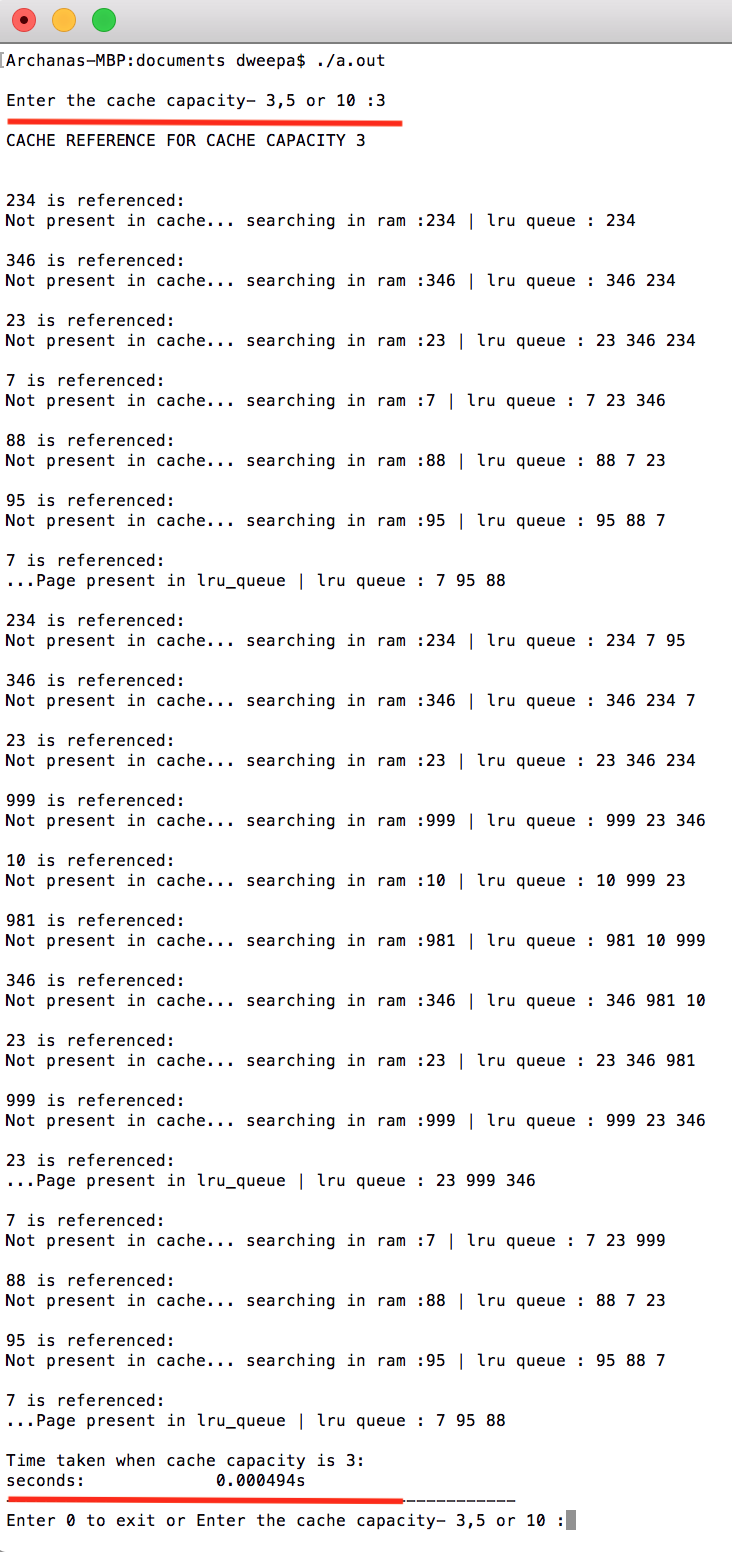 Archanas-MBP:documents dweepa$ ./a.out
Enter the cache capacity- 3,5 or 10 :3
CACHE REFERENCE FOR CACHE CAPACITY 3
234 is referenced:
Not present in cache... searching in ram :234 | lru queue : 234
346 is referenced:
Not present in cache... searching in ram :346 | lru queue : 346 234
23 is referenced:
Not present in cache... searching in ram :23 | lru queue : 23 346 234
7 is referenced:
Not present in cache... searching in ram :7 | lru queue : 7 23 346
88 is referenced:
Not present in cache... searching in ram :88 | lru queue : 88 7 23
95 is referenced:
Not present in cache... searching in ram :95 | lru queue : 95 88 7
7 is referenced:
...Page present in lru_queue | lru queue : 7 95 88
234 is referenced:
Not present in cache... searching in ram :234 | lru queue : 234 7 95
346 is referenced:
Not present in cache... searching in ram :346 | lru queue : 346 234 7
23 is referenced:
Not present in cache... searching in ram :23 | lru queue : 23 346 234
999 is referenced:
Not present in cache... searching in ram :999 | lru queue : 999 23 346
10 is referenced:
Not present in cache... searching in ram :10 | lru queue : 10 999 23
981 is referenced:
Not present in cache... searching in ram :981 | lru queue : 981 10 999
346 is referenced:
Not present in cache... searching in ram :346 | lru queue : 346 981 10
23 is referenced:
Not present in cache... searching in ram :23 | lru queue : 23 346 981
999 is referenced:
Not present in cache... searching in ram :999 | lru queue : 999 23 346
23 is referenced:
...Page present in lru_queue | lru queue : 23 999 346
7 is referenced:
Not present in cache... searching in ram :7 | lru queue : 7 23 999
88 is referenced:
Not present in cache... searching in ram :88 | lru queue : 88 7 23
95 is referenced:
Not present in cache... searching in ram :95 | lru queue : 95 88 7
7 is referenced:
...Page present in lru_queue | lru queue : 7 95 88
Time taken when cache capacity is 3:
seconds: 0.000494s
Enter 0 to exit or Enter the cache capacity- 3,5 or 10 :